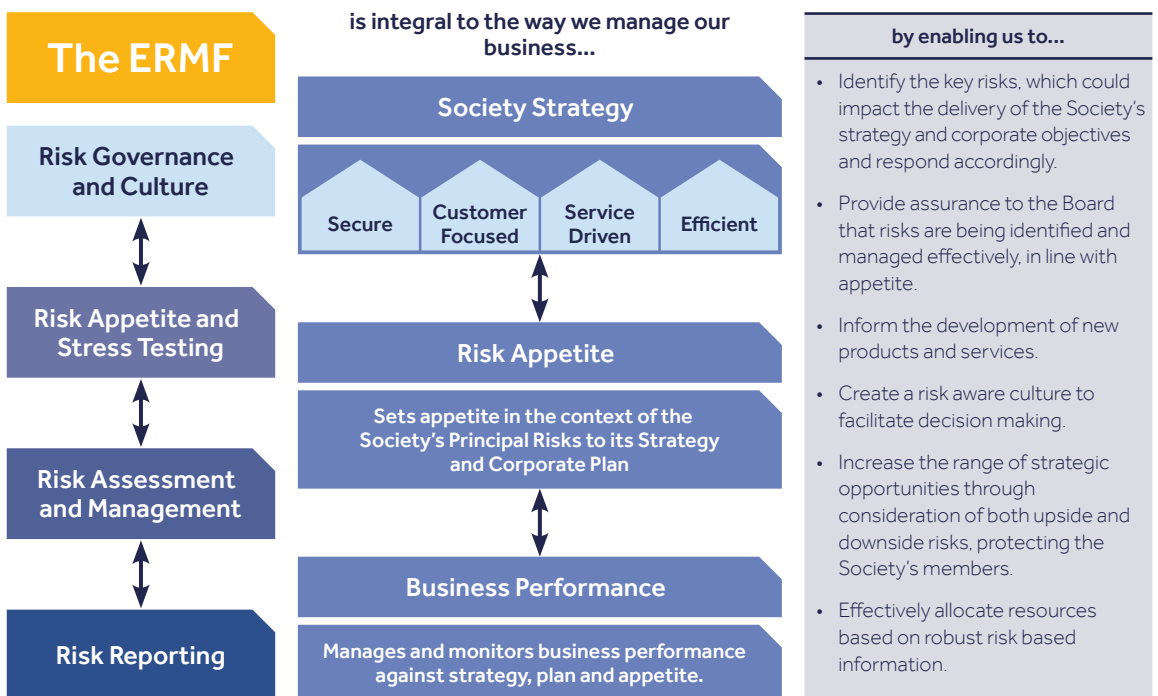 The ERMF
Risk Governance
and Culture
Risk Appetite and
Stress Testing
Risk Assessment
and Management
Risk Reporting
is integral to the way we manage our
business...
Society Strategy
Secure
Customer
Focused
Service
Driven
Efficient
Risk Appetite
Sets appetite in the context of the
Society's Principal Risks to its Strategy
and Corporate Plan
Business Performance
Manages and monitors business performance
against strategy, plan and appetite.
by enabling us to...
• Identify the key risks, which could
impact the delivery of the Society's
strategy and corporate objectives
and respond accordingly.
• Provide assurance to the Board
that risks are being identified and
managed effectively, in line with
appetite.
• Inform the development of new
products and services.
• Create a risk aware culture to
facilitate decision making.
• Increase the range of strategic
opportunities through
consideration of both upside and
downside risks, protecting the
Society's members.
• Effectively allocate resources
based on robust risk based
information.